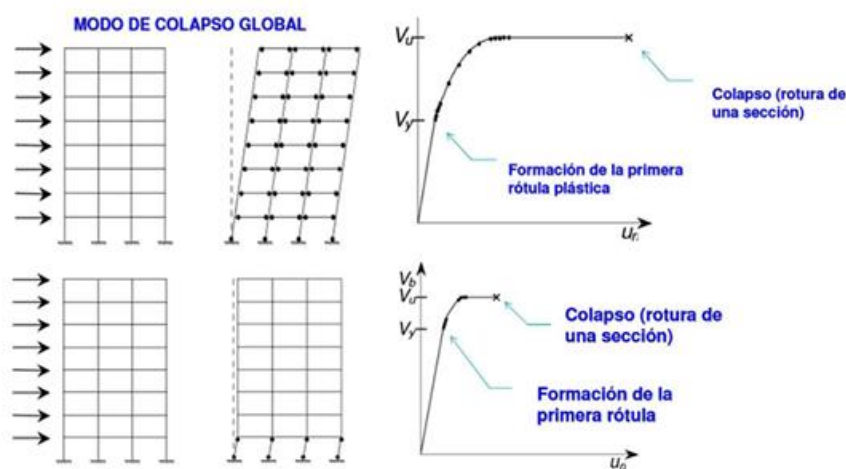 MODO DE COLAPSO GLOBAL
Vu
Vy
Colapso (rotura de
una sección)
Formación de la primera
rótula plástica
Vb
Vu
Vy
Colapso (rotura de
una sección)
Formación de la
primera rótula